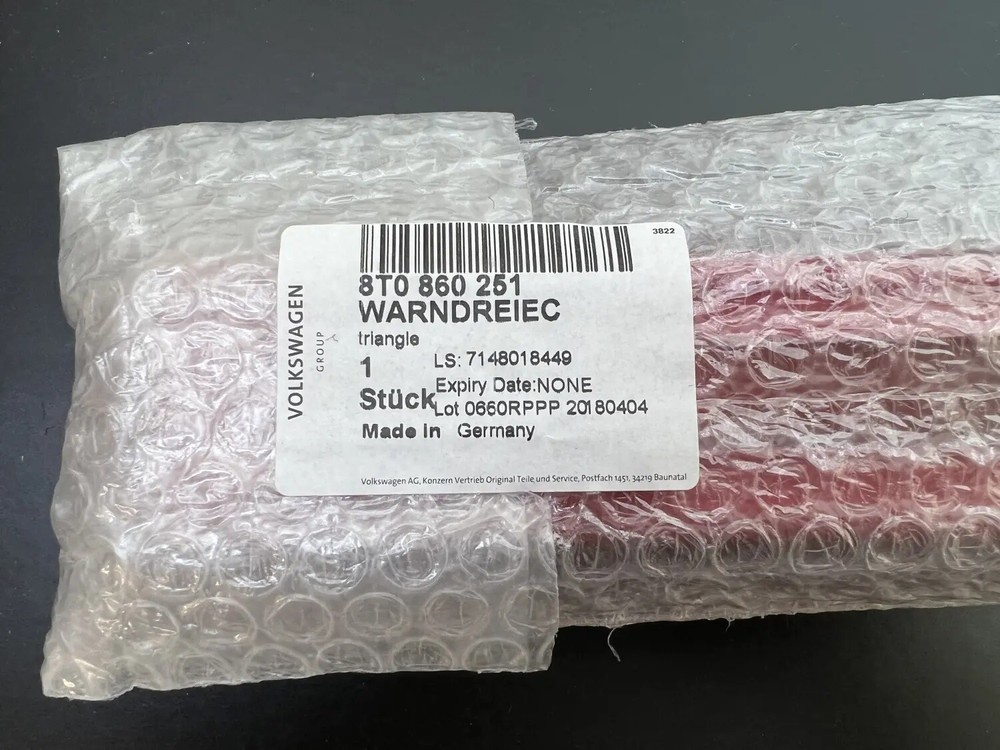 3822
8T0 860 251
WARNDREIEC
triangle
1 LS: 7148018449
Expiry Date:NONE
Stück Lot 0660RPPP 20180404
Made in Germany
VOLKSWAGEN
GROUP
Volkswagen AG, Konzern Vertrieb Original Teile und Service, Postfach 1451, 34219 Baunatal